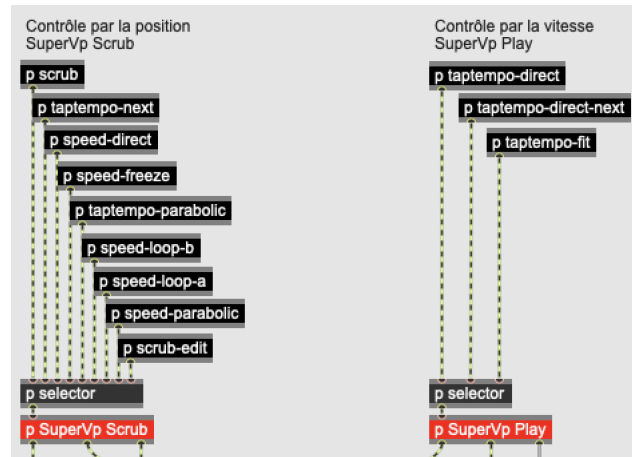 Contrôle par la position
SuperVp Scrub
p scrub
p taptempo-next
p speed-direct
p speed-freeze
p taptempo-parabolic
p speed-loop-b
p speed-loop-a
p speed-parabolic
p scrub-edit
p selector
p SuperVp Scrub
Contrôle par la vitesse
SuperVp Play
p taptempo-direct
p taptempo-direct-next
p taptempo-fit
p selector
p SuperVp Play